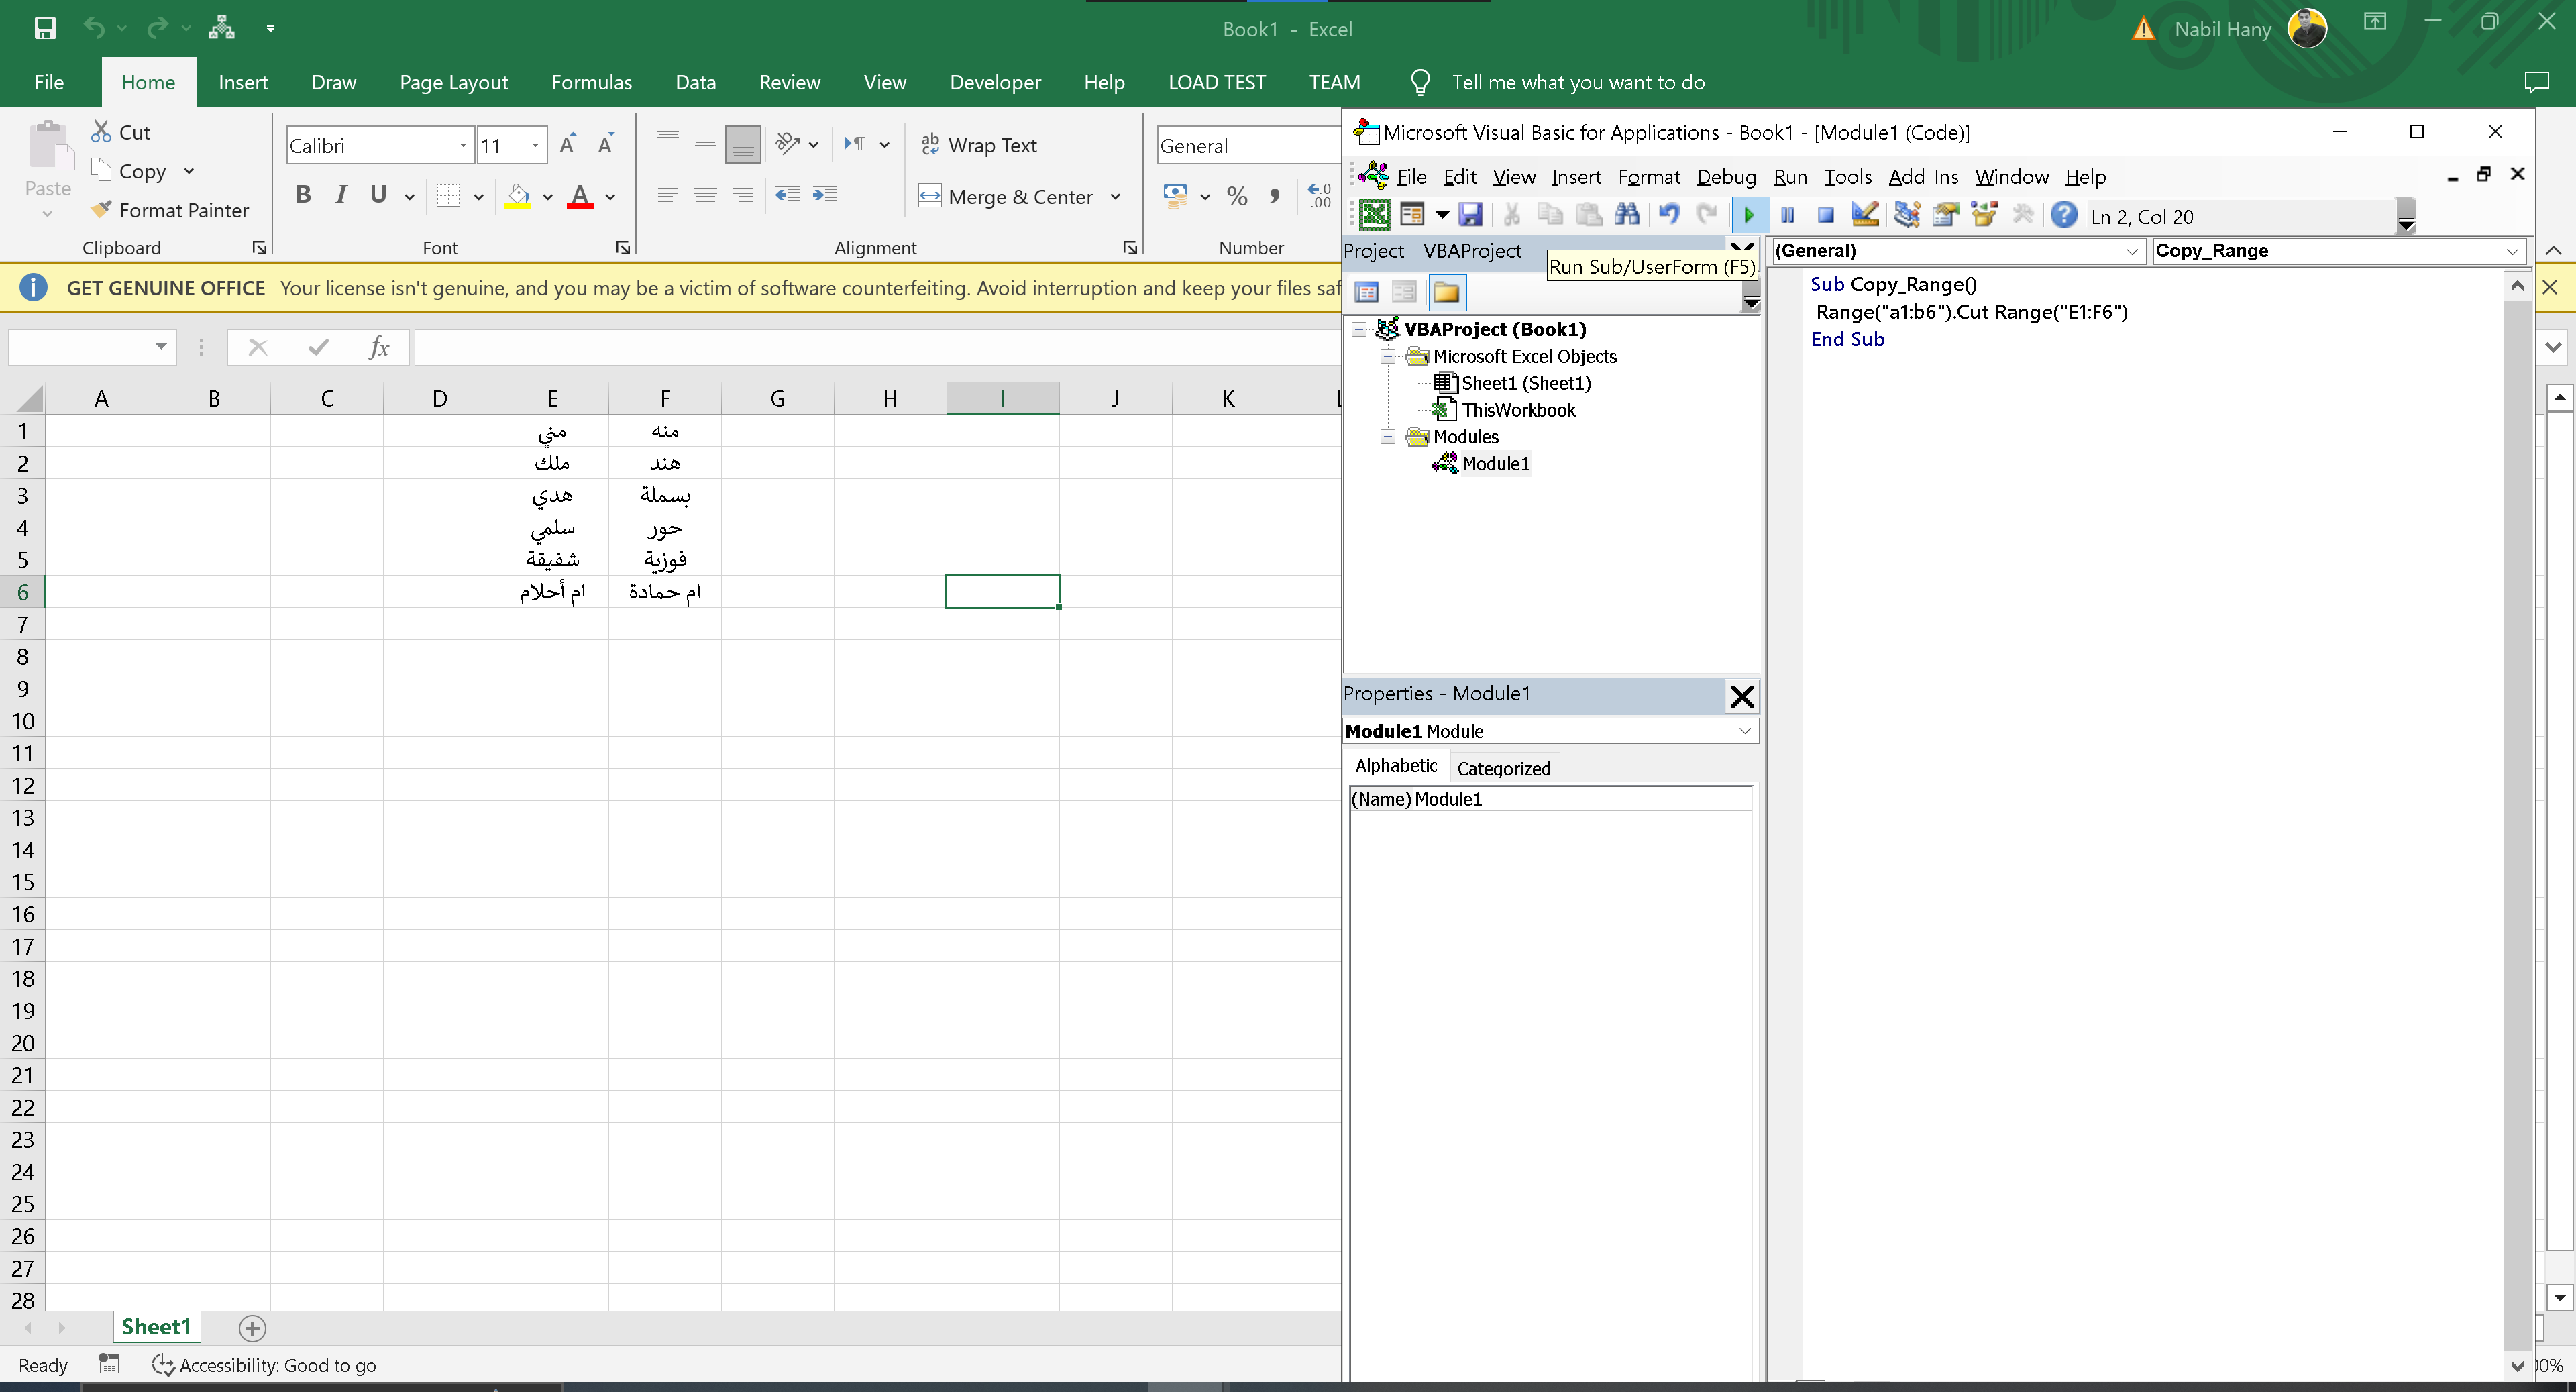 Book1 - Excel
Nabil Hany
File Home Insert Draw Page Layout Formulas Data Review View Developer Help LOAD TEST TEAM Tell me what you want to do
Paste
Cut
Copy
Format Painter
Clipboard
Calibri 11
B I U A
Font
ab Wrap Text
Merge & Center
Alignment
General
% ,
Number
GET GENUINE OFFICE Your license isn't genuine, and you may be a victim of software counterfeiting. Avoid interruption and keep your files saf
fx
A B C D E F G H I J K
1 مني منه
2 ملك هند
3 هدي بسملة
4 سلمي حور
5 شفيقة فوزية
6 ام أحلام ام حمادة
7
8
9
10
11
12
13
14
15
16
17
18
19
20
21
22
23
24
25
26
27
28
Sheet1
Ready Accessibility: Good to go
Microsoft Visual Basic for Applications - Book1 - [Module1 (Code)]
File Edit View Insert Format Debug Run Tools Add-Ins Window Help
Ln 2, Col 20
Project - VBAProject
Run Sub/UserForm (F5)
VBAProject (Book1)
Microsoft Excel Objects
Sheet1 (Sheet1)
ThisWorkbook
Modules
Module1
Properties - Module1
Module1 Module
Alphabetic Categorized
(Name) Module1
(General) Copy_Range
Sub Copy_Range()
Range("a1:b6").Cut Range("E1:F6")
End Sub